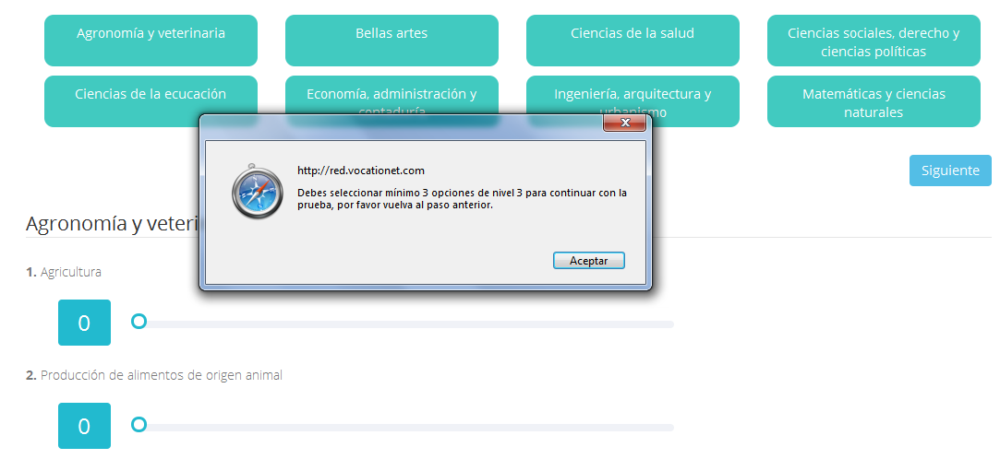 Agronomía y veterinaria
Bellas artes
Ciencias de la salud
Ciencias sociales, derecho y
ciencias políticas
Ciencias de la ecucación
Economía, administración y
contaduría
Ingeniería, arquitectura y
urbanismo
Matemáticas y ciencias
naturales
x
http://red.vocationet.com
Debes seleccionar mínimo 3 opciones de nivel 3 para continuar con la
prueba, por favor vuelva al paso anterior.
Aceptar
Siguiente
Agronomía y veteri
1. Agricultura
0
2. Producción de alimentos de origen animal
0